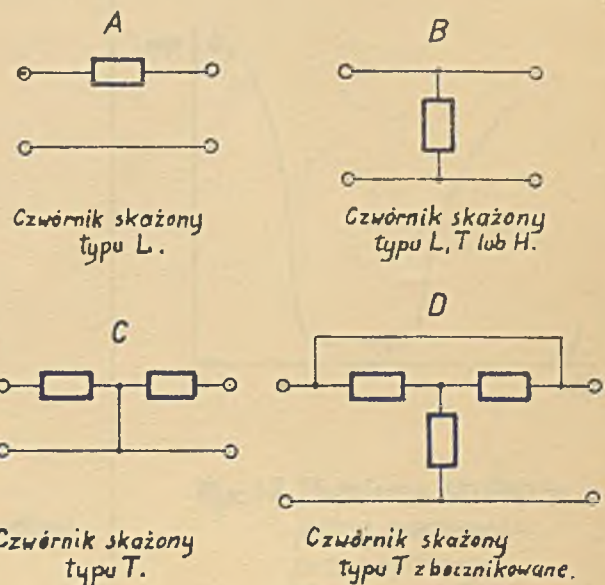 A
B
Czwórnik skażony
typu L.
Czwórnik skażony
typu L, T lub H.
C
D
Czwórnik skażony
typu T.
Czwórnik skażony
typu T zbocznikowane.